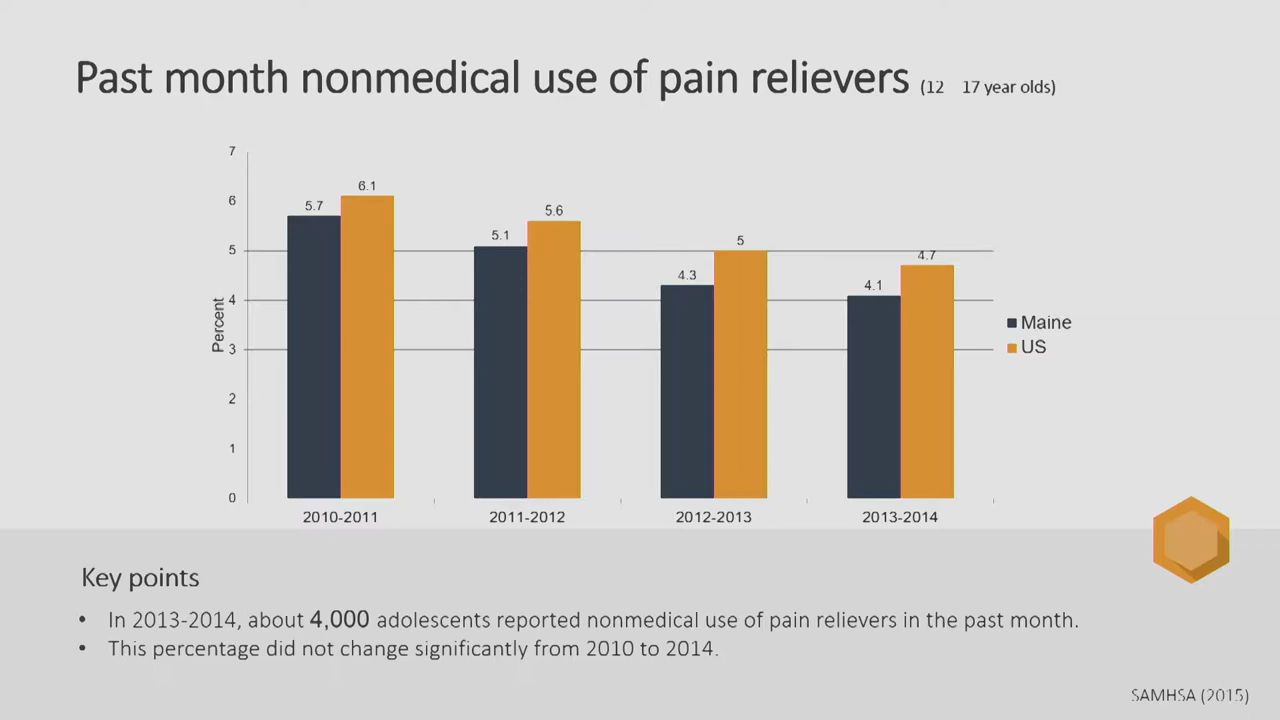 Past month nonmedical use of pain relievers (12 17 year olds)
7
6
5
4
3
2
1
0
Percent
5.7
6.1
5.1
5.6
4.3
5
4.1
4.7
2010-2011
2011-2012
2012-2013
2013-2014
Maine
US
Key points
• In 2013-2014, about 4,000 adolescents reported nonmedical use of pain relievers in the past month.
• This percentage did not change significantly from 2010 to 2014.
SAMHSA (2015)